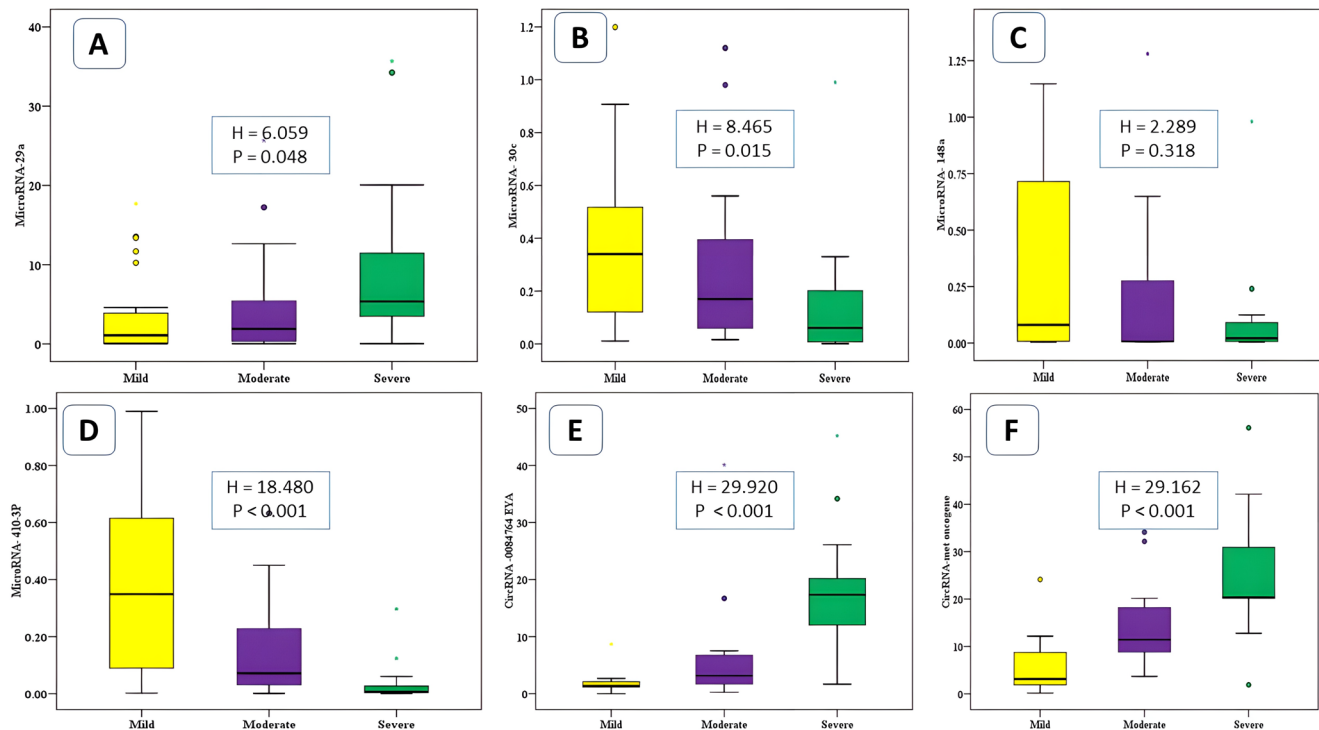 A
MicroRNA-29a
40
30
20
10
0
H = 6.059
P = 0.048
Mild Moderate Severe
B
MicroRNA- 30c
1.2
1.0
0.8
0.6
0.4
0.2
0.0
H = 8.465
P = 0.015
Mild Moderate Severe
C
MicroRNA- 148a
1.25
1.00
0.75
0.50
0.25
0.00
H = 2.289
P = 0.318
Mild Moderate Severe
D
MicroRNA- 410-3P
1.00
0.80
0.60
0.40
0.20
0.00
H = 18.480
P < 0.001
Mild Moderate Severe
E
CircRNA -0084764 EYA
50
40
30
20
10
0
H = 29.920
P < 0.001
Mild Moderate Severe
F
CircRNA-met oncogene
60
50
40
30
20
10
0
H = 29.162
P < 0.001
Mild Moderate Severe